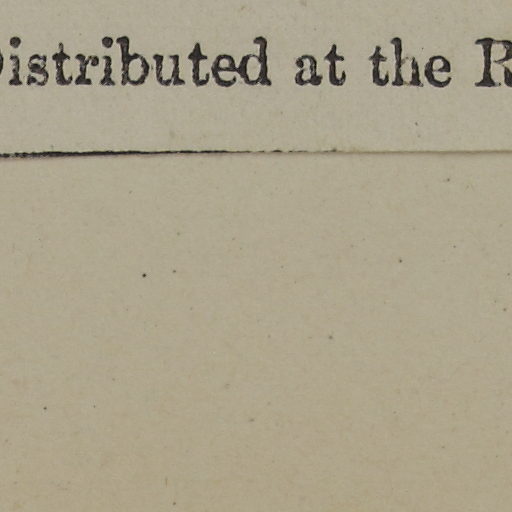 Distributed at the R